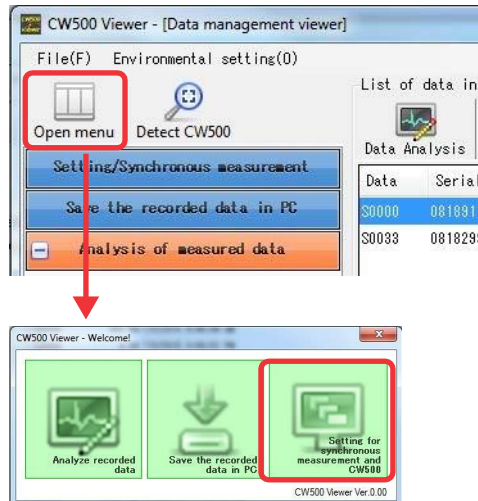 CW500 Viewer - [Data management viewer]
File(F) Environmental setting(O)
List of data in
Open menu
Detect CW500
Data Analysis
Setting/Synchronous measurement
Save the recorded data in PC
Analysis of measured data
Data Serial
S0000 081891
S0033 081829
CW500 Viewer - Welcome!
Analyze recorded
data
Save the recorded
data in PC
Setting for
synchronous
measurement and
CW500
CW500 Viewer Ver.0.00